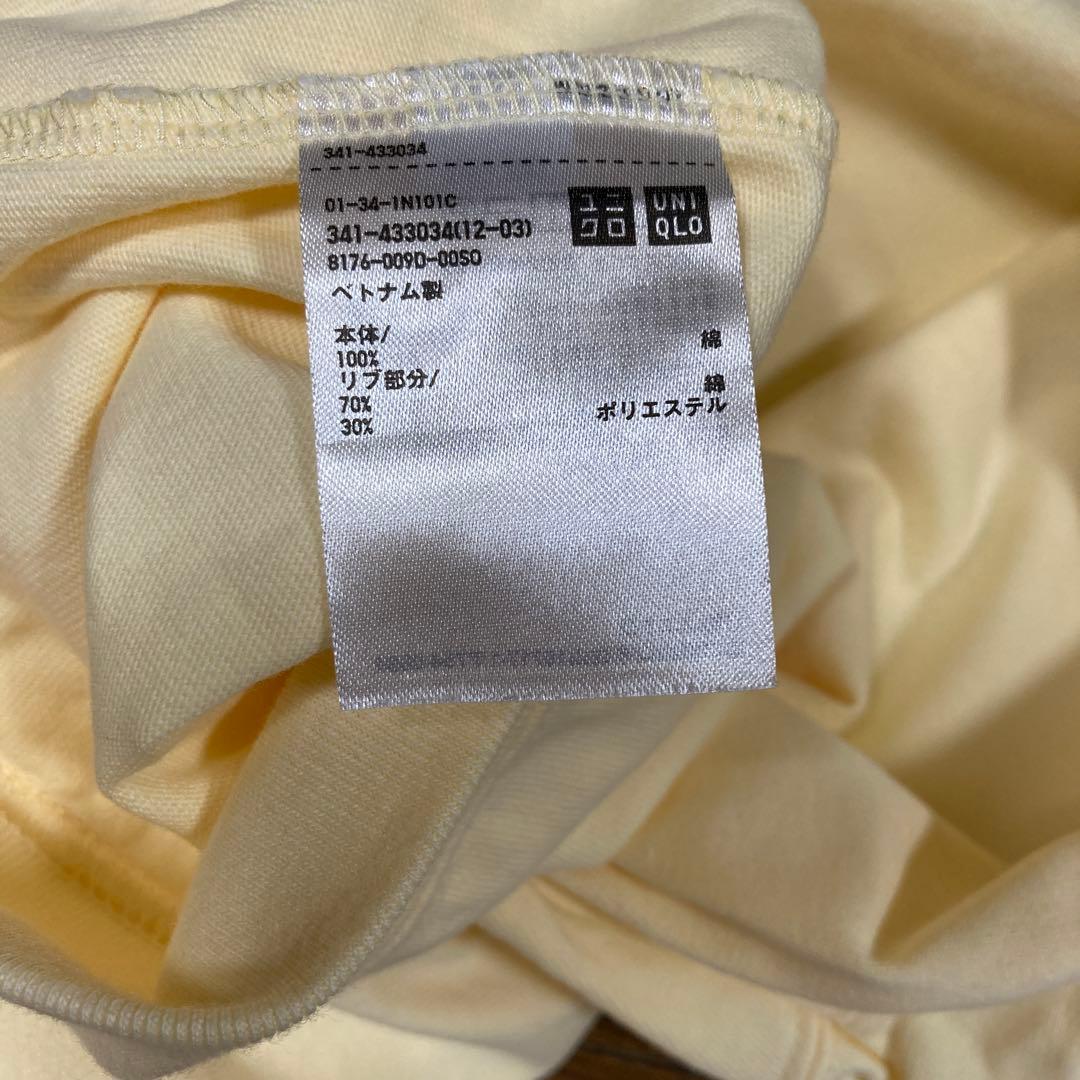 341-433034
01-34-1N101C
341-433034(12-03)
8176-009D-00SO
ベトナム製
ユニ
クロ
UNI
QLO
本体/
100% 綿
リブ部分/
70% 綿
30% ポリエステル